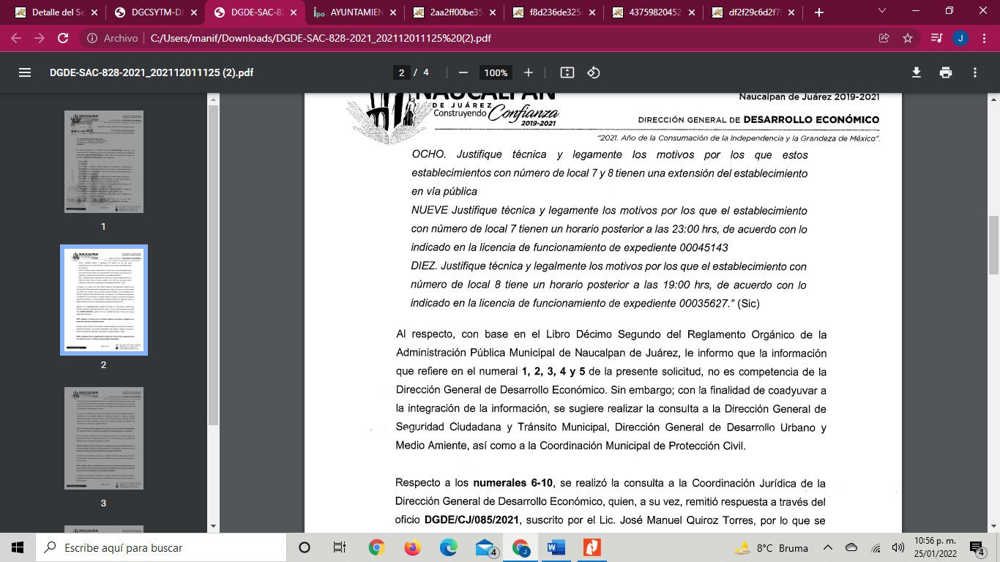 Detalle del Se
DGCSYTM-DJ
DGDE-SAC-82
AYUNTAMIEN
2aa2ff00be35
f8d236de325
43759820452
df2f29c6d2f7
Archivo
C:/Users/manif/Downloads/DGDE-SAC-828-2021_202112011125%20(2).pdf
J
DGDE-SAC-828-2021_202112011125 (2).pdf
2 / 4
100%
1
2
3
NAUCALPAN
DE JUÁREZ
Construyendo Confianza
2019-2021
Naucalpan de Juárez 2019-2021
DIRECCIÓN GENERAL DE DESARROLLO ECONÓMICO
"2021. Año de la Consumación de la Independencia y la Grandeza de México".
OCHO. Justifique técnica y legamente los motivos por los que estos
establecimientos con número de local 7 y 8 tienen una extensión del establecimiento
en vía pública
NUEVE Justifique técnica y legamente los motivos por los que el establecimiento
con número de local 7 tienen un horario posterior a las 23:00 hrs, de acuerdo con lo
indicado en la licencia de funcionamiento de expediente 00045143
DIEZ. Justifique técnica y legalmente los motivos por los que el establecimiento con
número de local 8 tiene un horario posterior a las 19:00 hrs, de acuerdo con lo
indicado en la licencia de funcionamiento de expediente 00035627." (Sic)
Al respecto, con base en el Libro Décimo Segundo del Reglamento Orgánico de la
Administración Pública Municipal de Naucalpan de Juárez, le informo que la información
que refiere en el numeral 1, 2, 3, 4 y 5 de la presente solicitud, no es competencia de la
Dirección General de Desarrollo Económico. Sin embargo; con la finalidad de coadyuvar a
la integración de la información, se sugiere realizar la consulta a la Dirección General de
Seguridad Ciudadana y Tránsito Municipal, Dirección General de Desarrollo Urbano y
Medio Amiente, así como a la Coordinación Municipal de Protección Civil.
Respecto a los numerales 6-10, se realizó la consulta a la Coordinación Jurídica de la
Dirección General de Desarrollo Económico, quien, a su vez, remitió respuesta a través del
oficio DGDE/CJ/085/2021, suscrito por el Lic. José Manuel Quiroz Torres, por lo que se
Escribe aquí para buscar
4
8°C Bruma
10:56 p. m.
25/01/2022
4